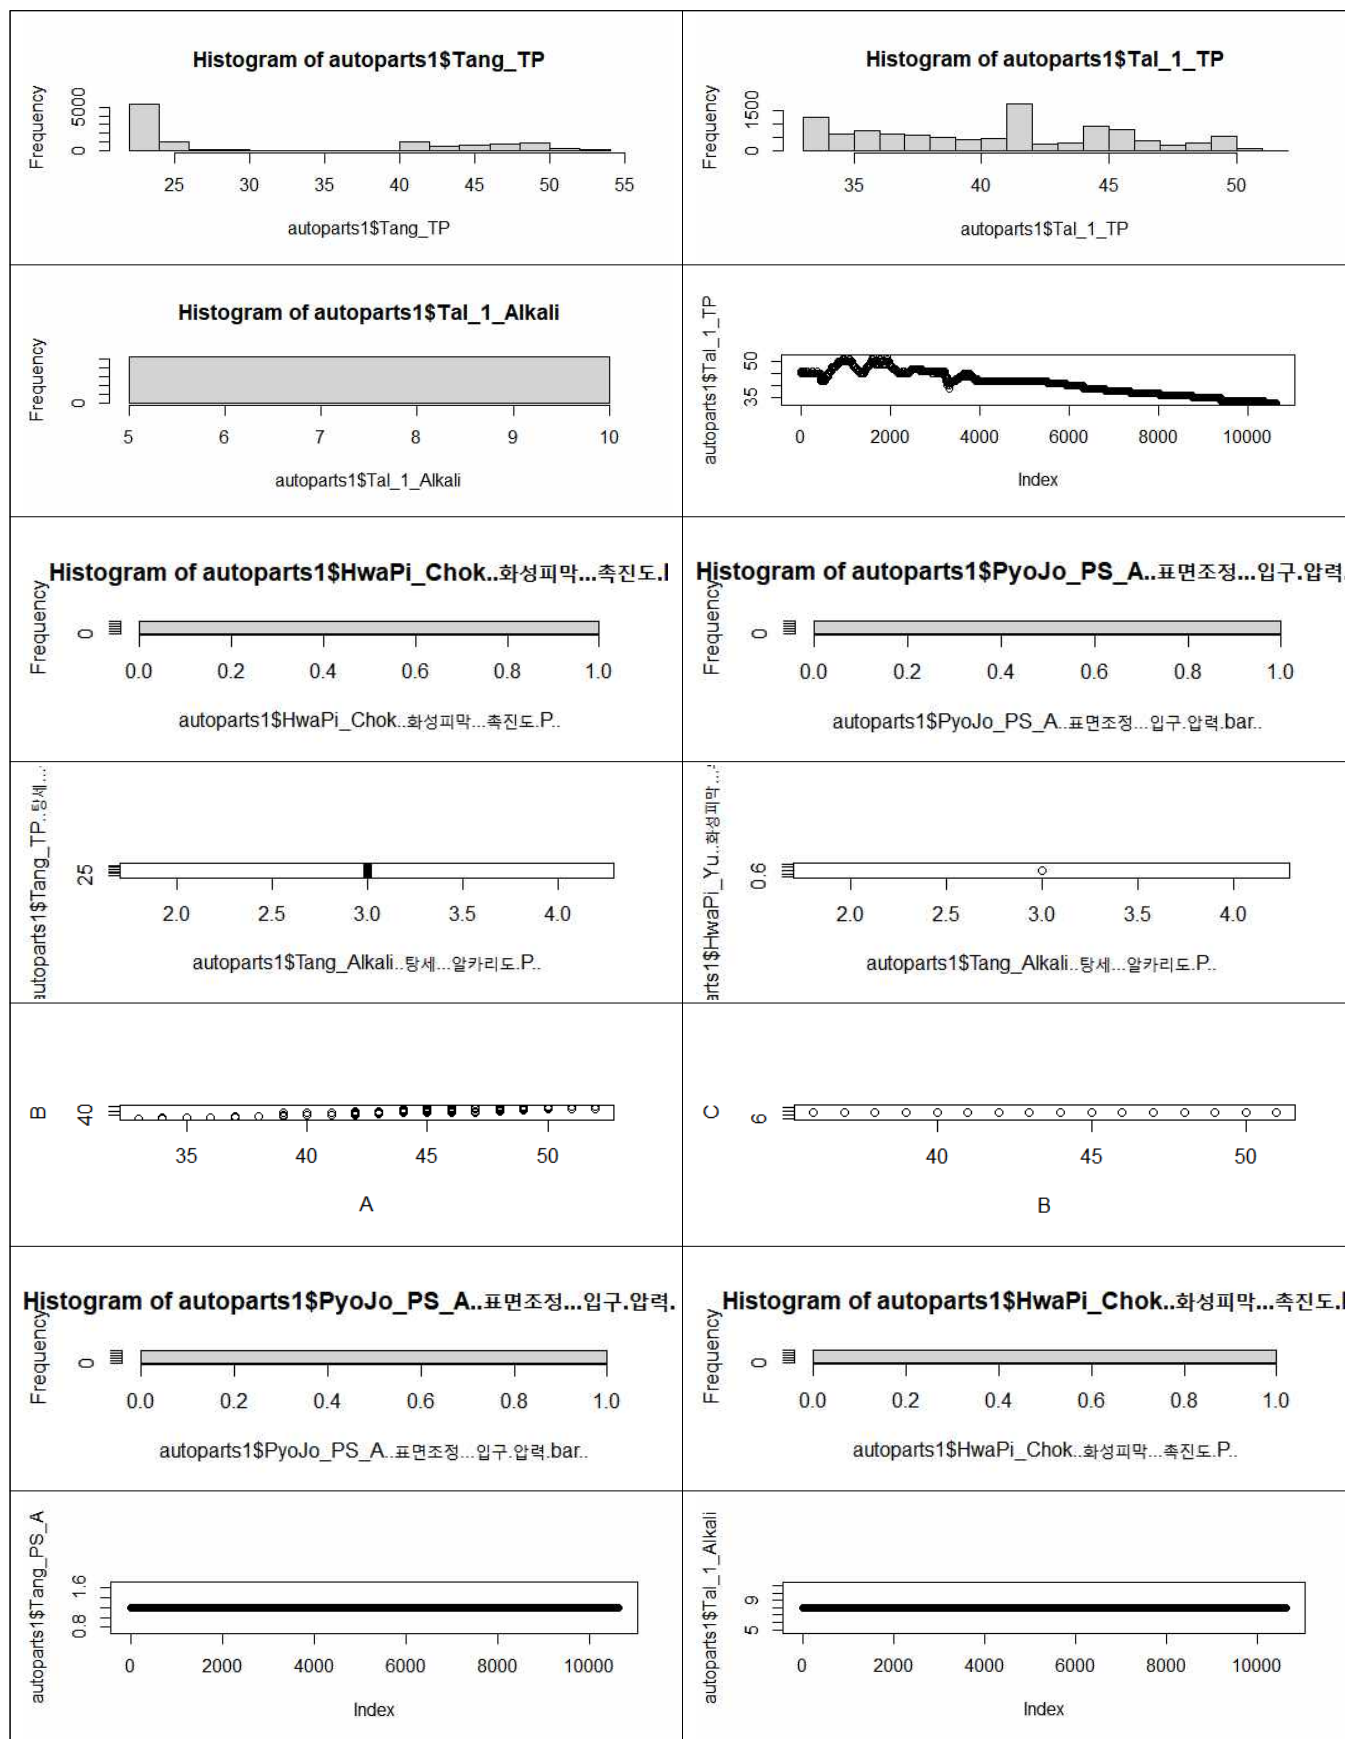 Histogram of autoparts1$Tang_TP
Frequency
0 5000
25 30 35 40 45 50 55
autoparts1$Tang_TP
Histogram of autoparts1$Tal_1_TP
Frequency
0 1500
35 40 45 50
autoparts1$Tal_1_TP
Histogram of autoparts1$Tal_1_Alkali
Frequency
0
5 6 7 8 9 10
autoparts1$Tal_1_Alkali
autoparts1$Tal_1_TP
35 50
0 2000 4000 6000 8000 10000
Index
Histogram of autoparts1$HwaPi_Chok..화성피막...촉진도.
Frequency
0
0.0 0.2 0.4 0.6 0.8 1.0
autoparts1$HwaPi_Chok..화성피막...촉진도.P..
Histogram of autoparts1$PyoJo_PS_A..표면조정...입구.압력.
Frequency
0
0.0 0.2 0.4 0.6 0.8 1.0
autoparts1$PyoJo_PS_A..표면조정...입구.압력.bar..
autoparts1$Tang_TP..탕세...
25
2.0 2.5 3.0 3.5 4.0
autoparts1$Tang_Alkali..탕세...알카리도.P..
arts1$HwaPi_Yu..화성피막...
0.6
2.0 2.5 3.0 3.5 4.0
autoparts1$Tang_Alkali..탕세...알카리도.P..
B
40
35 40 45 50
A
C
6
40 45 50
B
Histogram of autoparts1$PyoJo_PS_A..표면조정...입구.압력.
Frequency
0
0.0 0.2 0.4 0.6 0.8 1.0
autoparts1$PyoJo_PS_A..표면조정...입구.압력.bar..
Histogram of autoparts1$HwaPi_Chok..화성피막...촉진도.
Frequency
0
0.0 0.2 0.4 0.6 0.8 1.0
autoparts1$HwaPi_Chok..화성피막...촉진도.P..
autoparts1$Tang_PS_A
0.8 1.6
0 2000 4000 6000 8000 10000
Index
autoparts1$Tal_1_Alkali
5 9
0 2000 4000 6000 8000 10000
Index